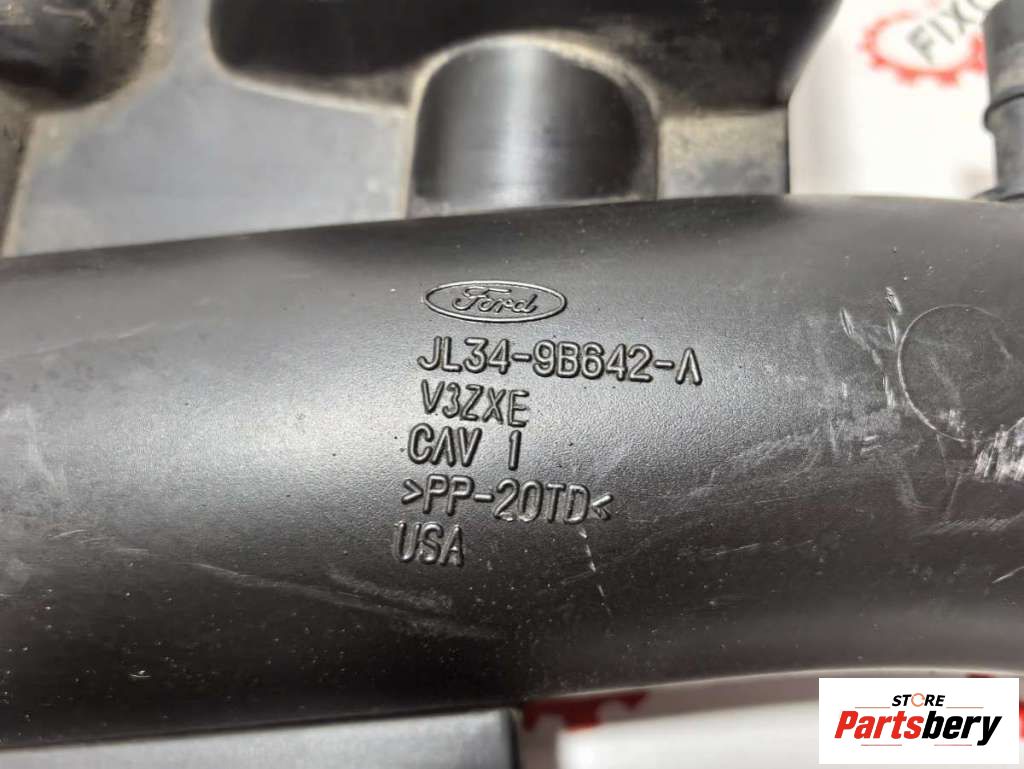 Ford
JL34-9B642-A
V3ZXE
CAV 1
>PP-20TD<
USA
STORE
Partsbery